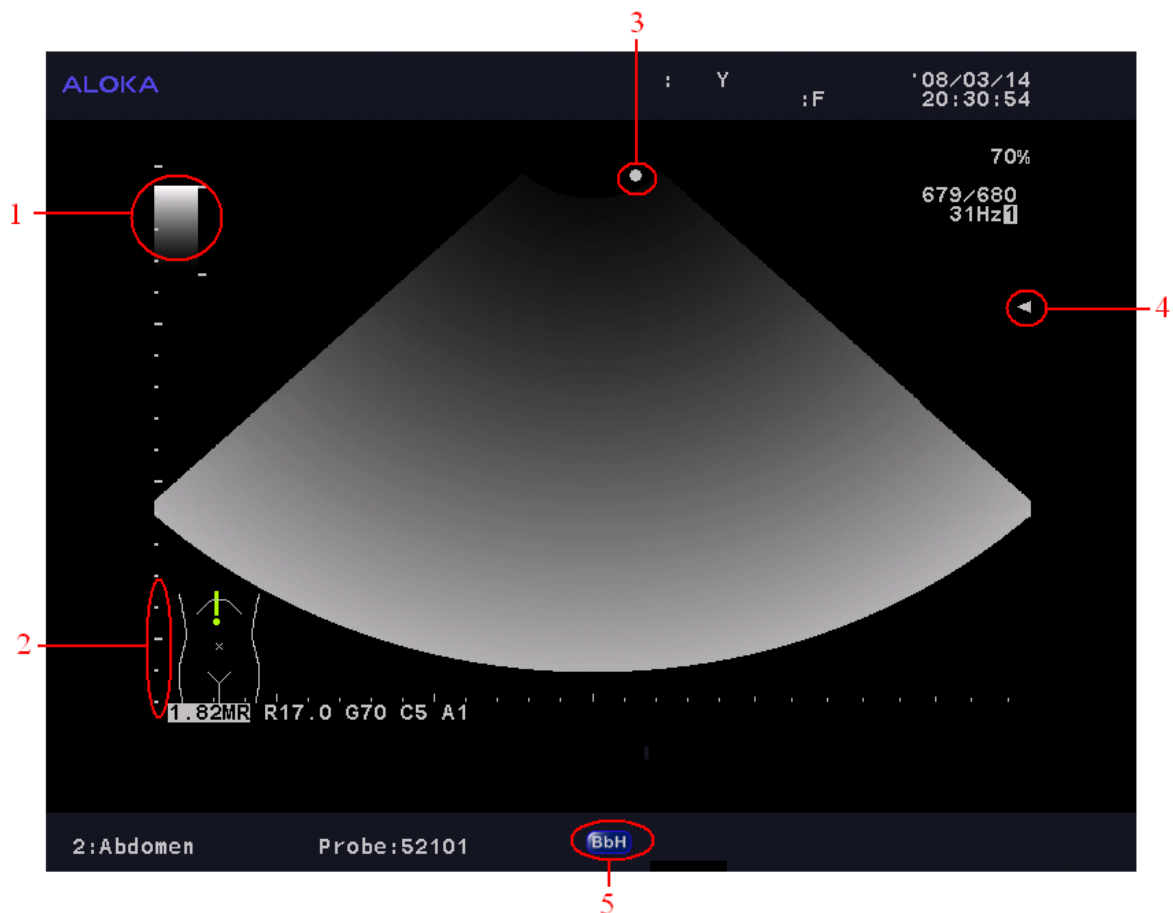 3
ALOKA
: Y
'08/03/14
:F
20:30:54
70%
679/680
31Hz1
1
4
2
1.82MR R17.0 G70 C5 A1
2:Abdomen
Probe:52101
BbH
5